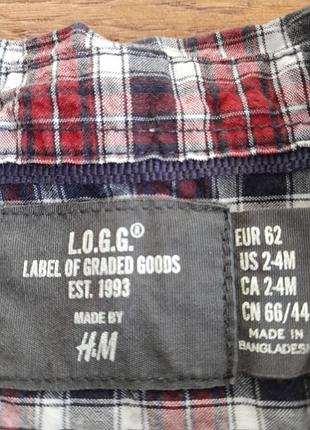 L.O.G.G.®
LABEL OF GRADED GOODS
EST. 1993
MADE BY
H&M
EUR 62
US 2-4M
CA 2-4M
CN 66/44
MADE IN
BANGLADESH